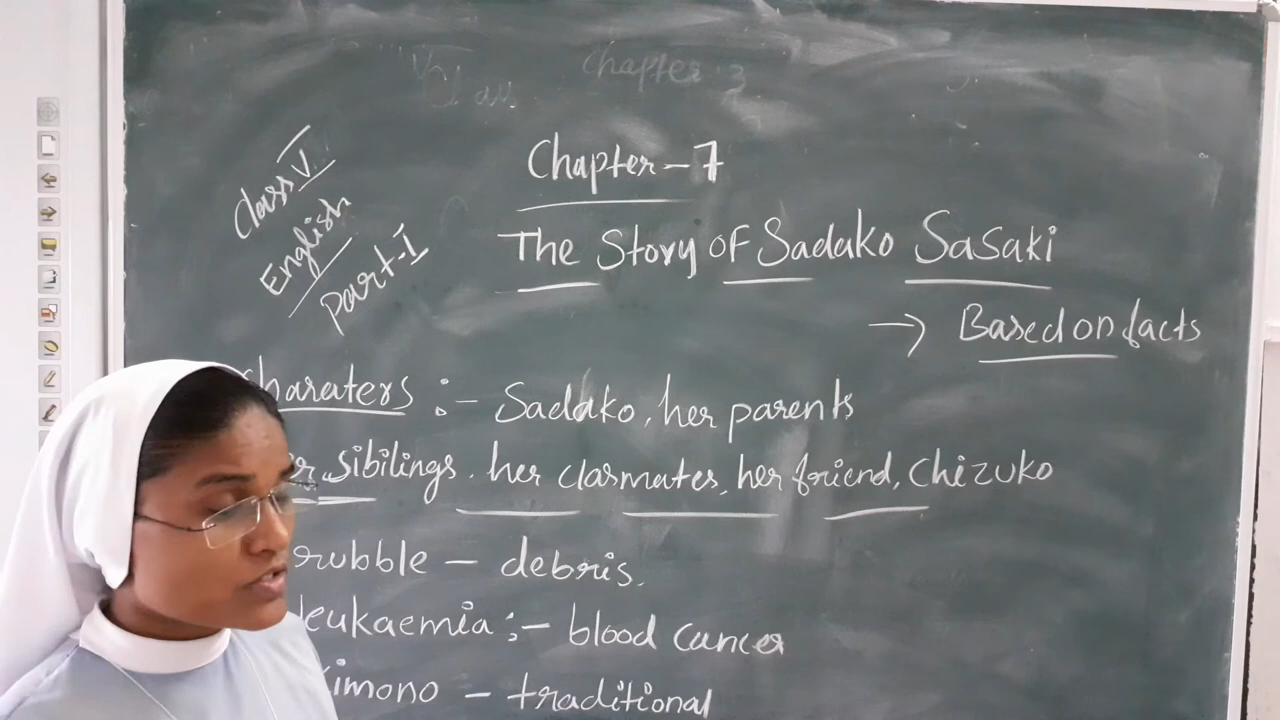 Chapter 3
Class V
English
Part-I
Chapter-7
The Story of Sadako Sasaki
→ Based on facts
Charaters :- Sadako, her parents
sibilings, her clasmates, her friend, Chizuko
rubble - debris.
leukaemia :- blood cancer
kimono - traditional